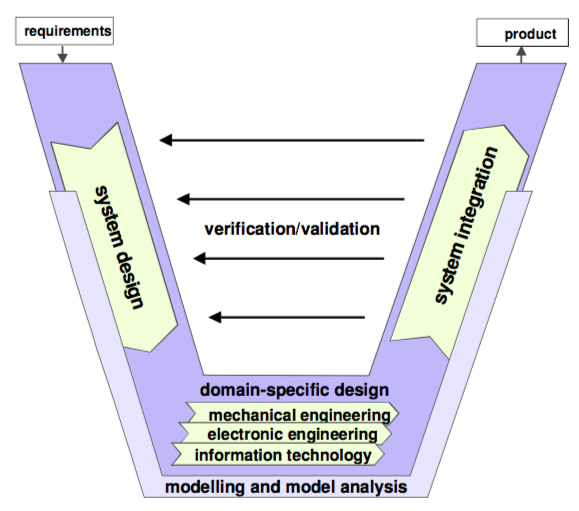 requirements
product
system design
system integration
verification/validation
domain-specific design
mechanical engineering
electronic engineering
information technology
modelling and model analysis